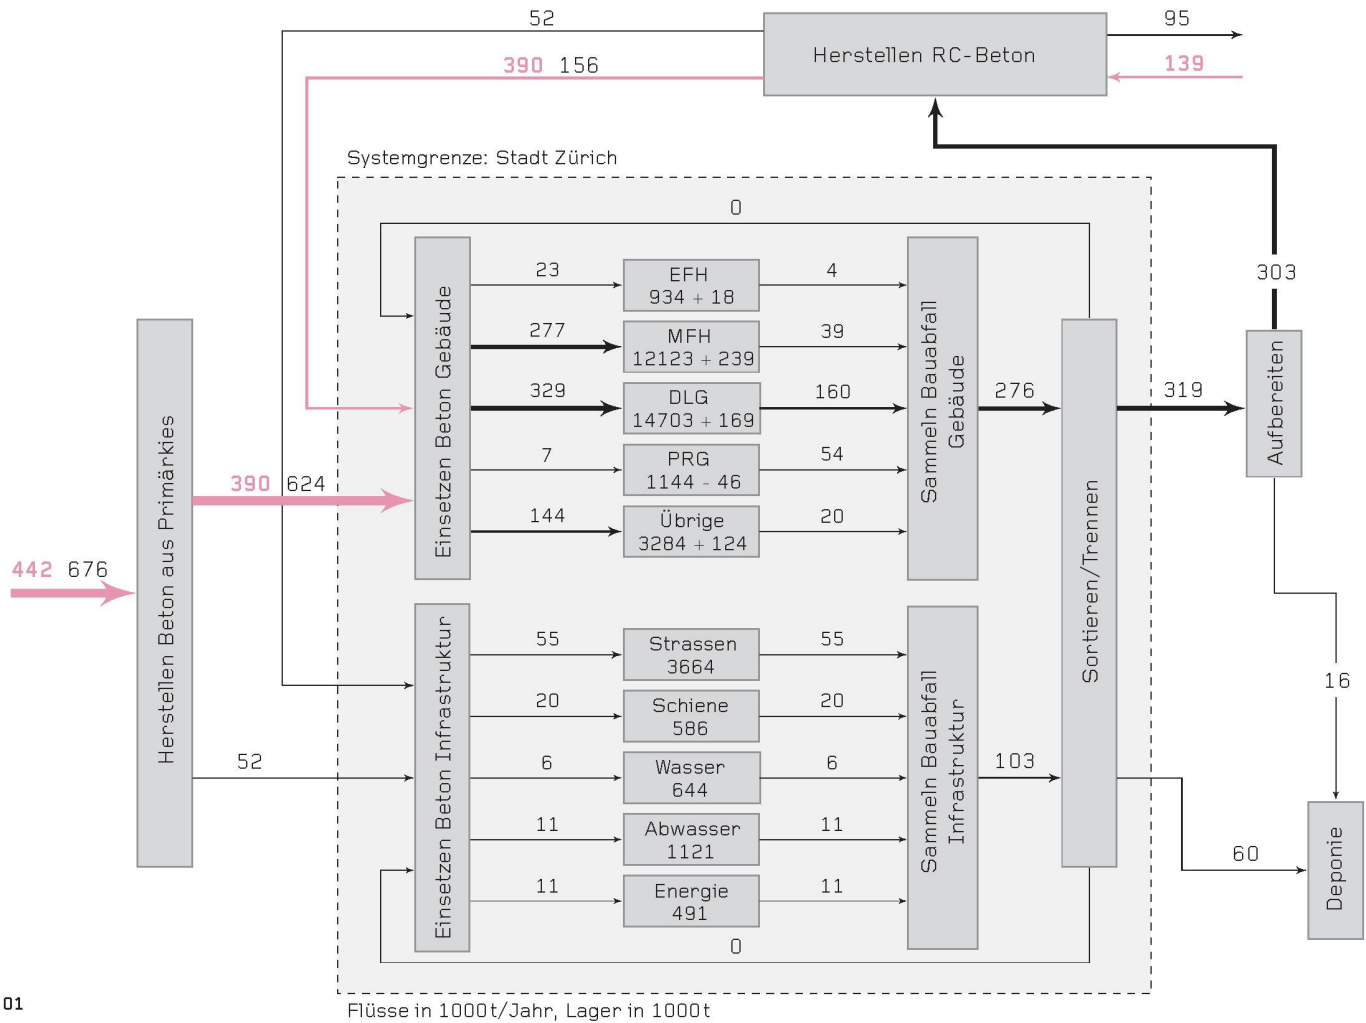 52
95
Herstellen RC-Beton
390 156
139
Systemgrenze: Stadt Zürich
0
303
Einsetzen Beton Gebäude
23
EFH
934 + 18
4
277
MFH
12123 + 239
39
329
DLG
14703 + 169
160
7
PRG
1144 - 46
54
144
Übrige
3284 + 124
20
Sammeln Bauabfall
Gebäude
276
319
Aufbereiten
390 624
442 676
Herstellen Beton aus Primärkies
Sortieren/Trennen
52
Einsetzen Beton Infrastruktur
55
Strassen
3664
55
20
Schiene
586
20
6
Wasser
644
6
11
Abwasser
1121
11
11
Energie
491
11
Sammeln Bauabfall
Infrastruktur
103
16
60
Deponie
0
01
Flüsse in 1000t/Jahr, Lager in 1000t